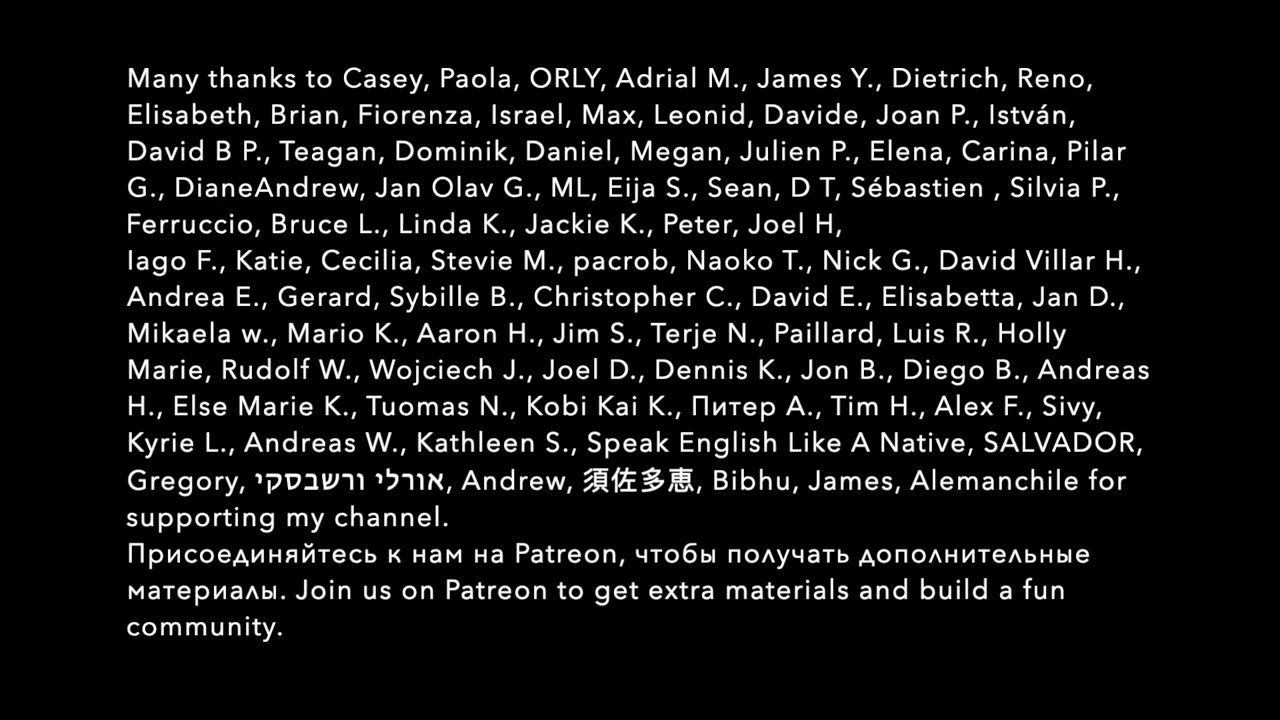 Many thanks to Casey, Paola, ORLY, Adrial M., James Y., Dietrich, Reno,
Elisabeth, Brian, Fiorenza, Israel, Max, Leonid, Davide, Joan P., István,
David B P., Teagan, Dominik, Daniel, Megan, Julien P., Elena, Carina, Pilar
G., DianeAndrew, Jan Olav G., ML, Eija S., Sean, D T, Sébastien , Silvia P.,
Ferruccio, Bruce L., Linda K., Jackie K., Peter, Joel H,
Iago F., Katie, Cecilia, Stevie M., pacrob, Naoko T., Nick G., David Villar H.,
Andrea E., Gerard, Sybille B., Christopher C., David E., Elisabetta, Jan D.,
Mikaela w., Mario K., Aaron H., Jim S., Terje N., Paillard, Luis R., Holly
Marie, Rudolf W., Wojciech J., Joel D., Dennis K., Jon B., Diego B., Andreas
H., Else Marie K., Tuomas N., Kobi Kai K., Питер А., Tim H., Alex F., Sivy,
Kyrie L., Andreas W., Kathleen S., Speak English Like A Native, SALVADOR,
Gregory, אורלי ורשבסקי, Andrew, 須佐多恵, Bibhu, James, Alemanchile for
supporting my channel.
Присоединяйтесь к нам на Patreon, чтобы получать дополнительные
материалы. Join us on Patreon to get extra materials and build a fun
community.